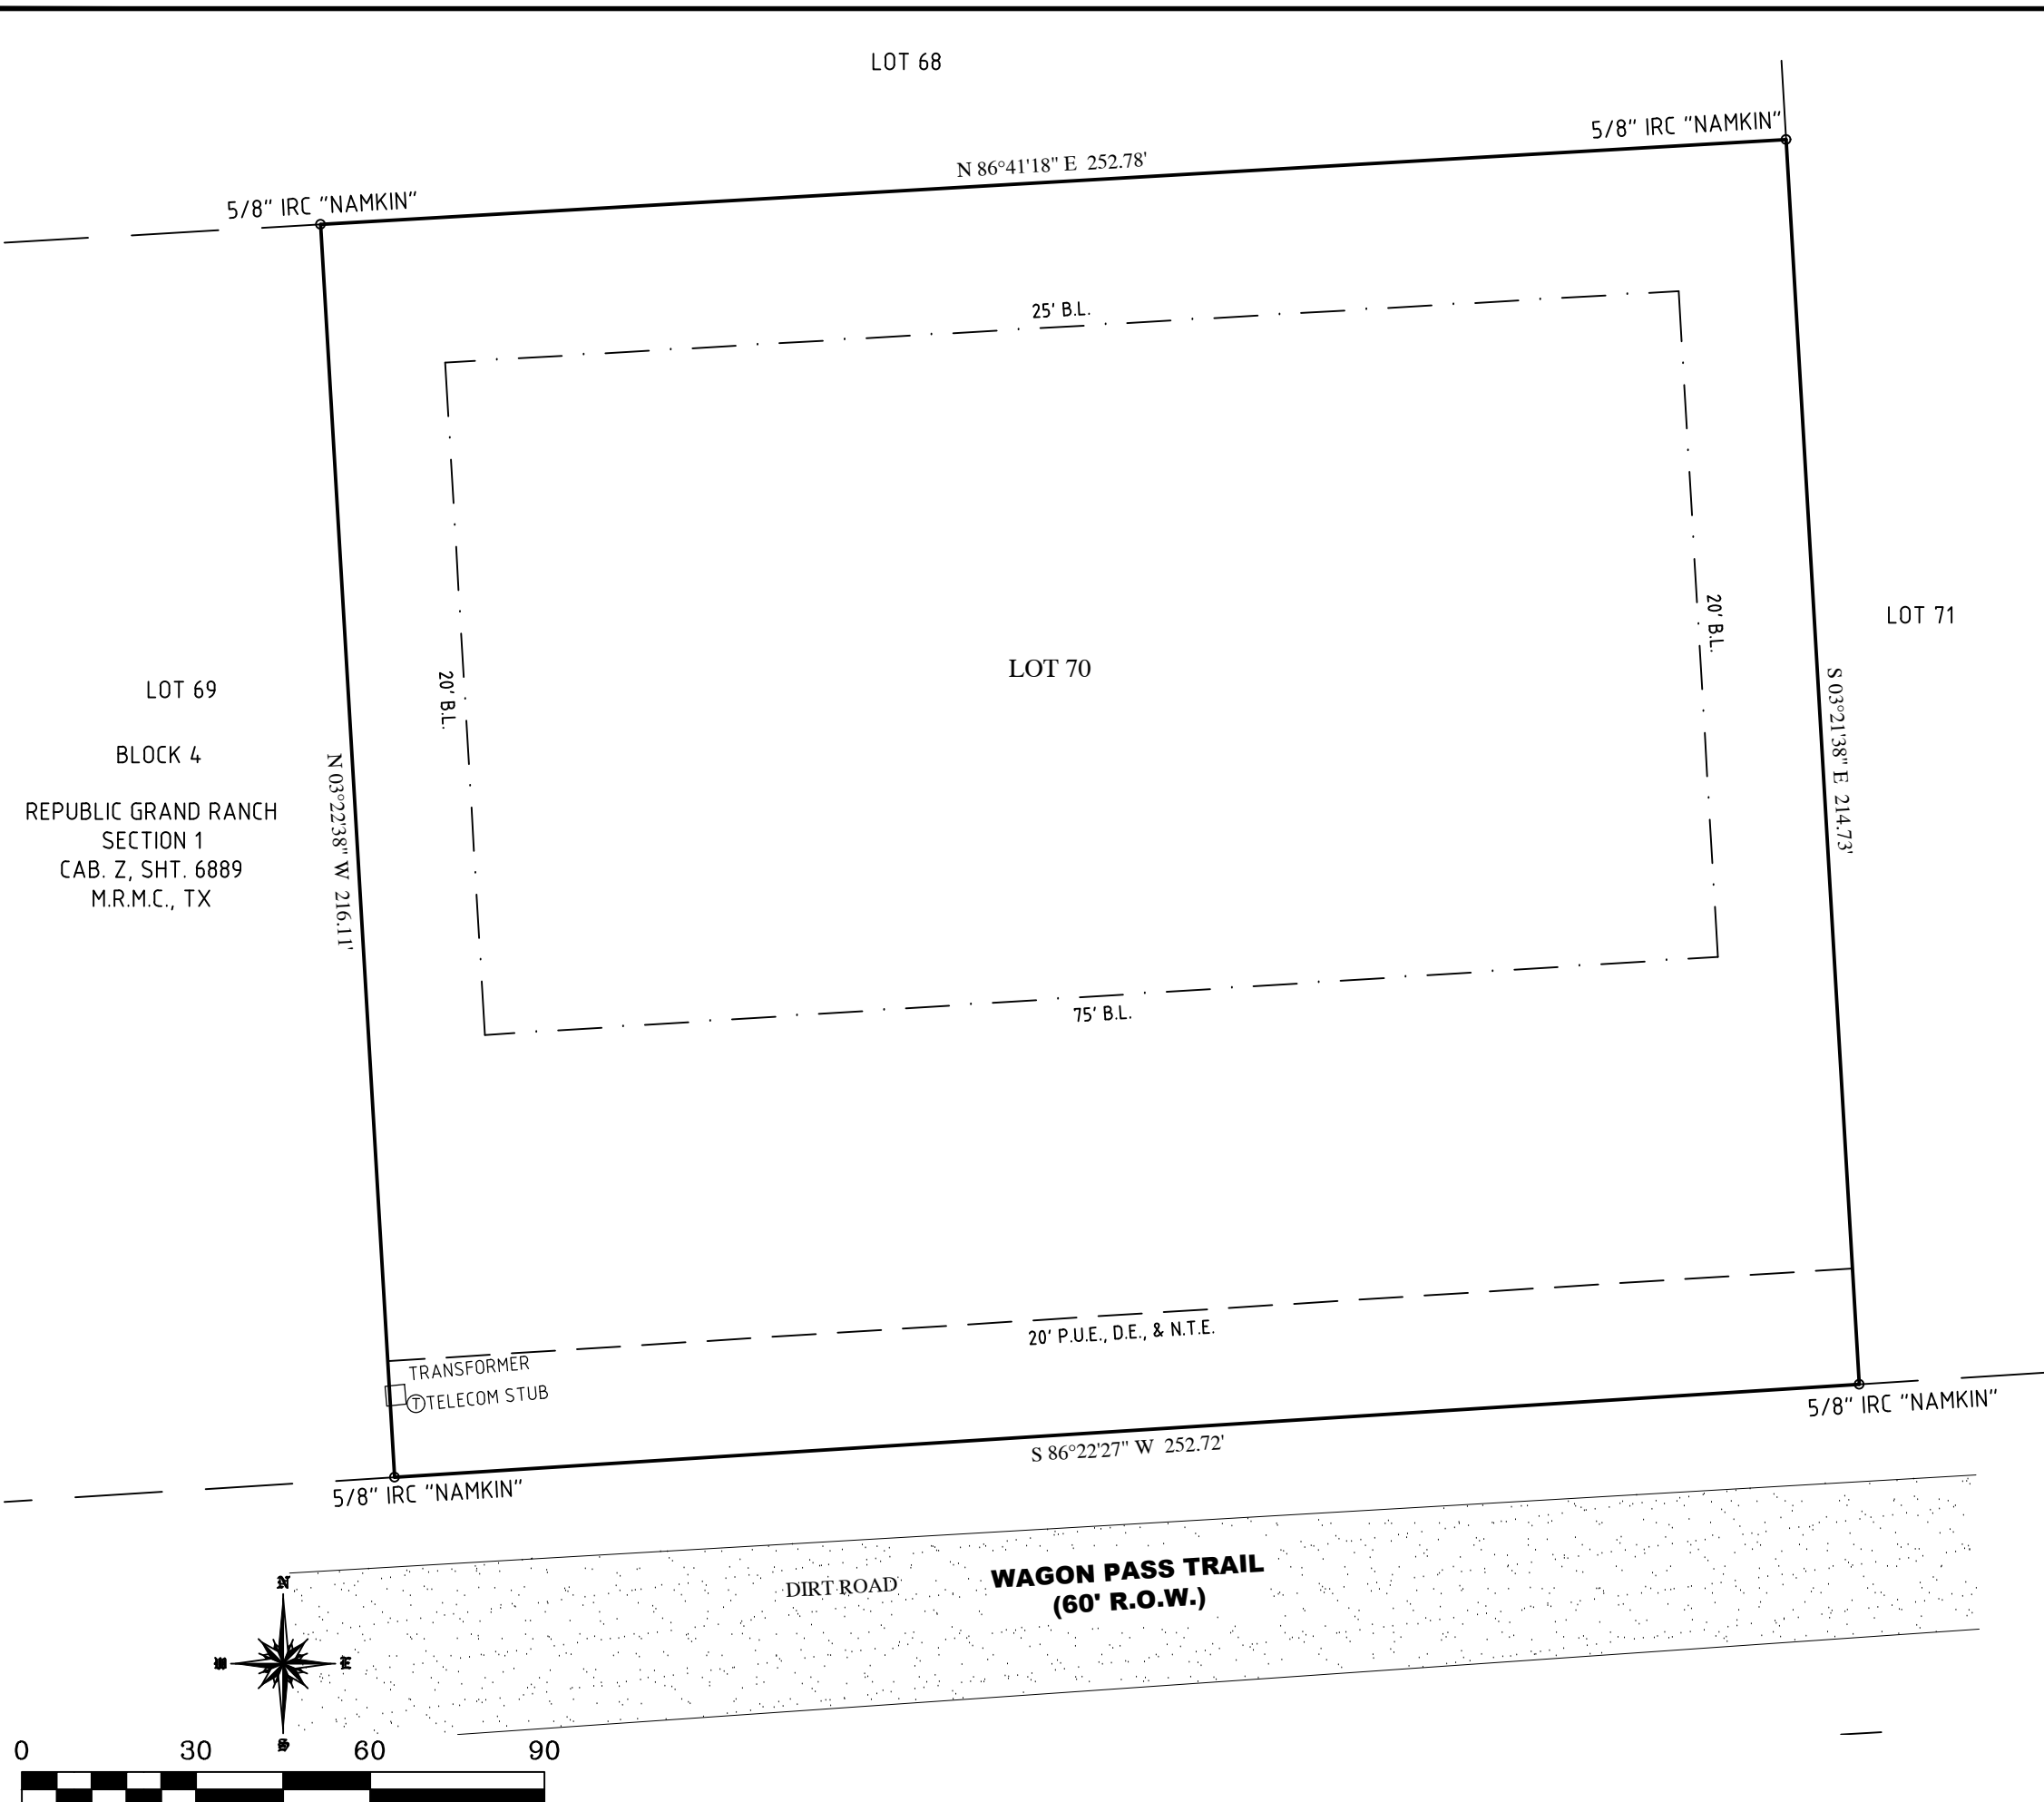 LOT 68
5/8" IRC "NAMKIN"
N 86°41'18" E 252.78'
5/8" IRC "NAMKIN"
25' B.L.
20' B.L.
LOT 71
LOT 70
20' B.L.
S 03°21'38" E 214.73'
LOT 69
BLOCK 4
REPUBLIC GRAND RANCH
SECTION 1
CAB. Z, SHT. 6889
M.R.M.C., TX
N 03°22'38" W 216.11'
75' B.L.
20' P.U.E., D.E., & N.T.E.
TRANSFORMER
T TELECOM STUB
5/8" IRC "NAMKIN"
S 86°22'27" W 252.72'
5/8" IRC "NAMKIN"
WAGON PASS TRAIL
DIRT ROAD
(60' R.O.W.)
N
E
S
0 30 60 90